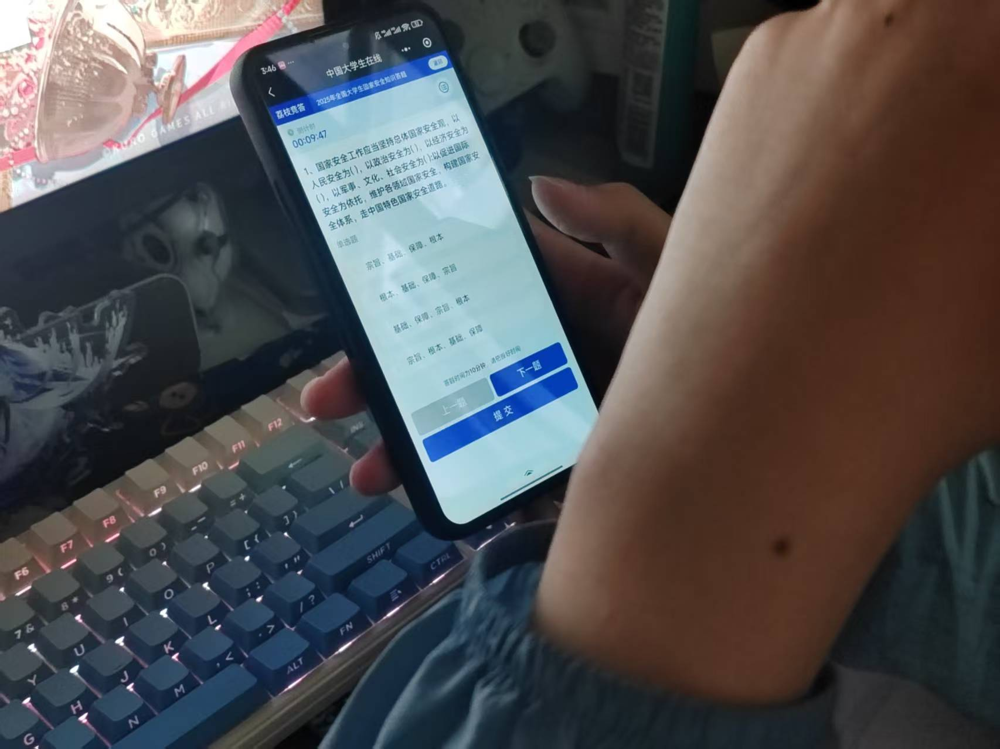 3:46
中国大学生在线
荔枝竞答
2025年全国大学生国家安全知识答题
倒计时
00:09:47
1、国家安全工作应当坚持总体国家安全观，以
人民安全为()，以政治安全为()，以经济安全为
()，以军事、文化、社会安全为():以促进国际
安全为依托，维护各领域国家安全，构建国家安
全体系，走中国特色国家安全道路。
单选题
宗旨、基础、保障、根本
根本、基础、保障、宗旨
基础、保障、宗旨、根本
宗旨、根本、基础、保障
答题时间为10分钟，请把握好时间
上一题
下一题
提交
GAMES ALL
F6
F7
F8
F9
F10
F11
F12
INS
7 &
8 *
9 (
0 )
- _
= +
Y
U
I
O
P
[ {
] }
\ |
G
H
J
K
L
; :
' "
SHIFT
N
M
, <
. >
/ ?
ALT
FN
CTRL